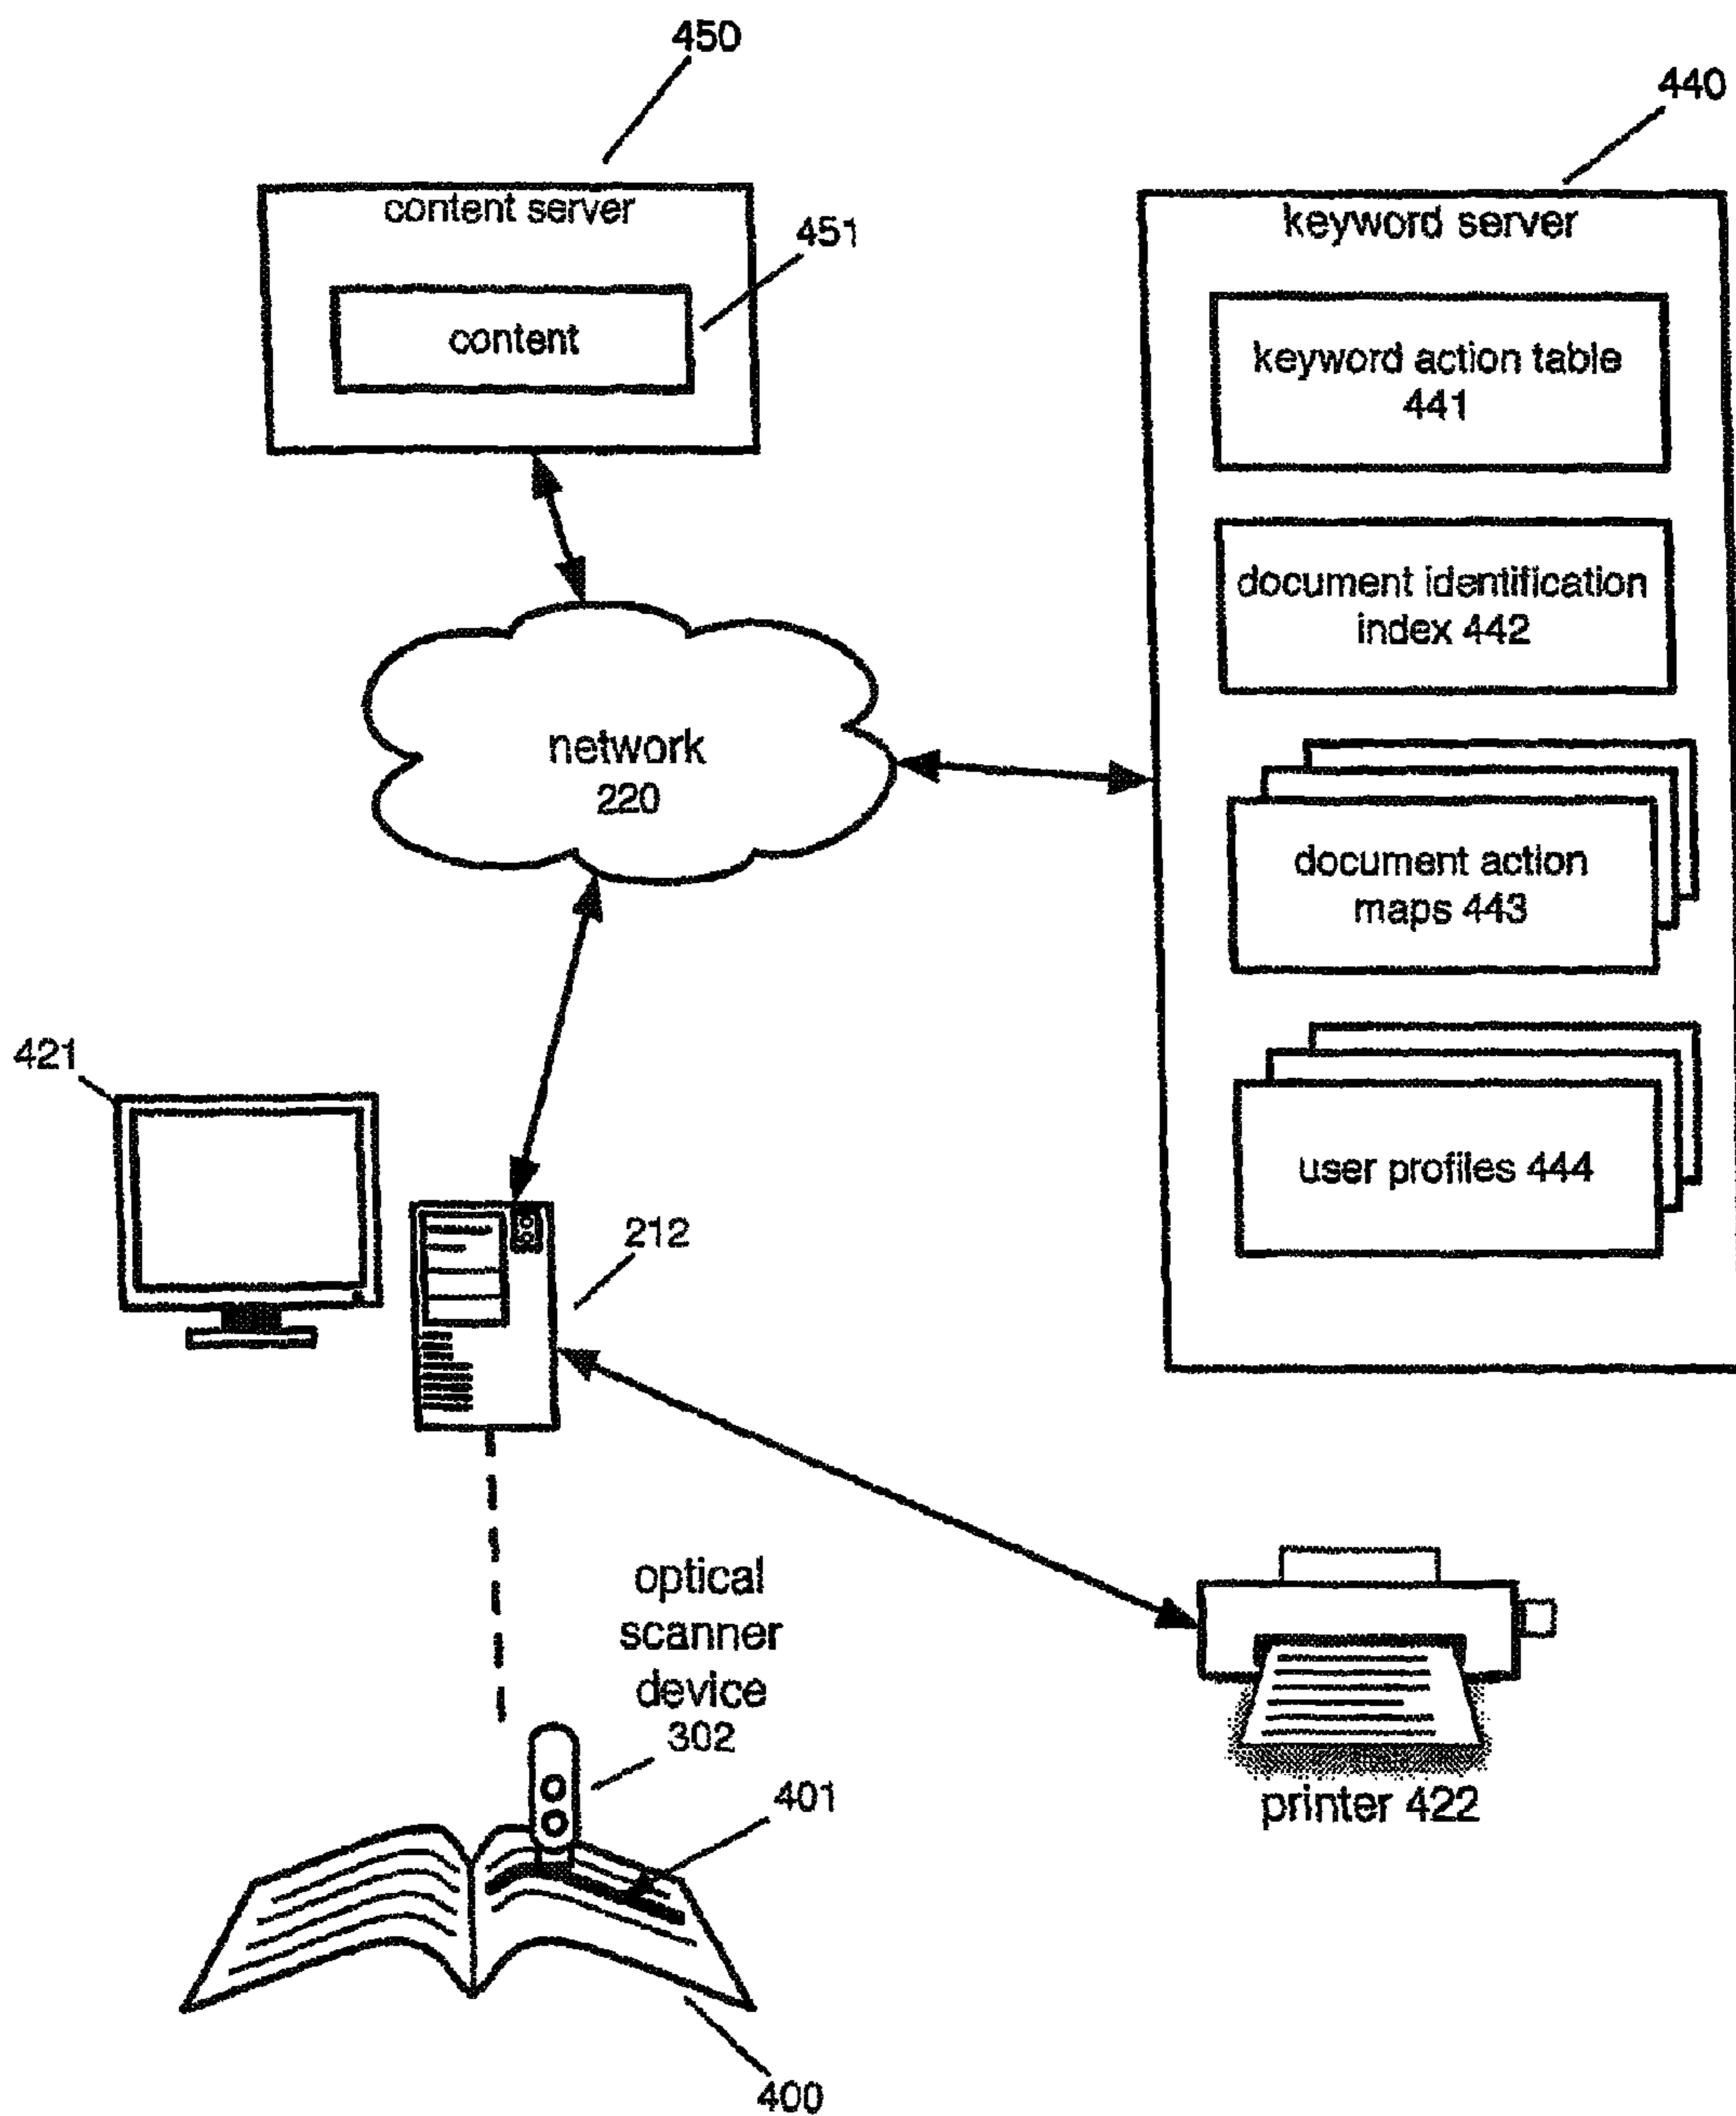 450
440
content server
451
content
keyword server
keyword action table
441
document identification
index 442
network
220
document action
maps 443
user profiles 444
421
212
optical
scanner
device
302
401
printer 422
400